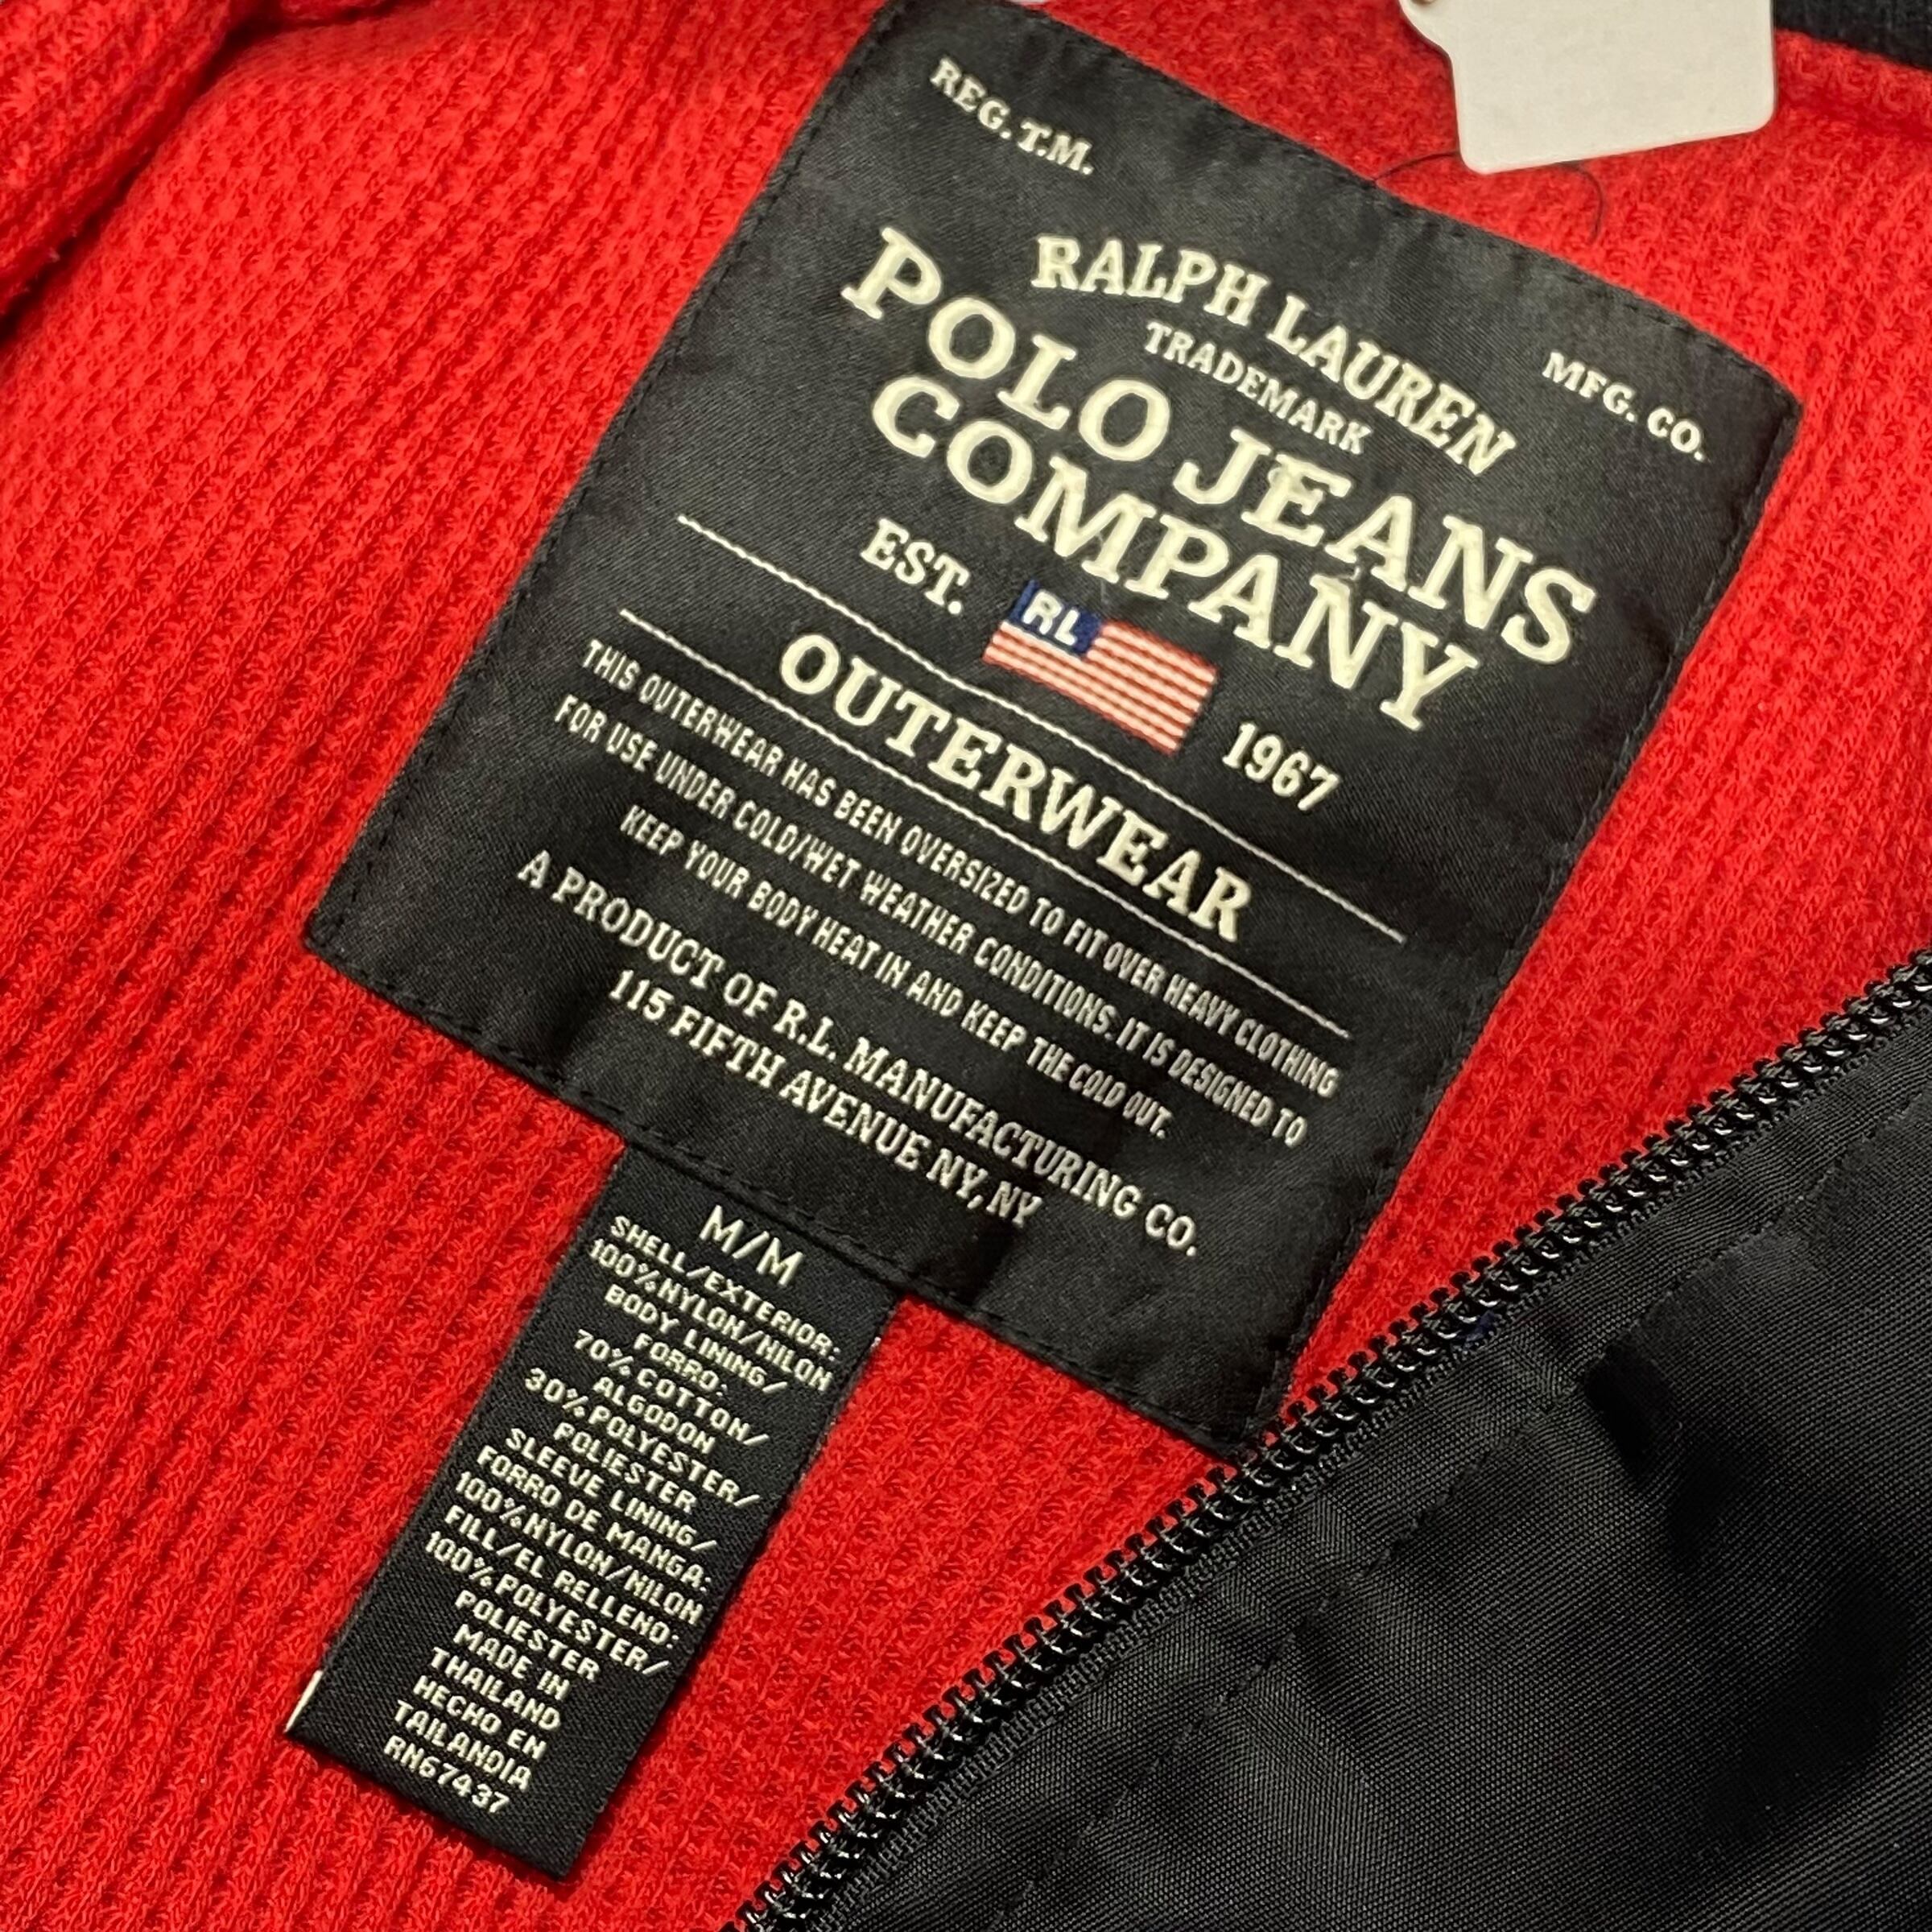 REG. T.M.
MFG. CO.
RALPH LAUREN
TRADEMARK
POLO JEANS
COMPANY
EST. RL 1967
OUTERWEAR
THIS OUTERWEAR HAS BEEN OVERSIZED TO FIT OVER HEAVY CLOTHING
FOR USE UNDER COLD/WET WEATHER CONDITIONS. IT IS DESIGNED TO
KEEP YOUR BODY HEAT IN AND KEEP THE COLD OUT.
A PRODUCT OF R.L. MANUFACTURING CO.
115 FIFTH AVENUE NY, NY
M/M
SHELL/EXTERIOR:
100%NYLON/NILON
BODY LINING/
FORRO:
70%COTTON/
ALGODON
30%POLYESTER/
POLIESTER
SLEEVE LINING/
FORRO DE MANGA:
100%NYLON/NILON
FILL/EL RELLENO:
100%POLYESTER/
POLIESTER
MADE IN
THAILAND
HECHO EN
TAILANDIA
RN67437